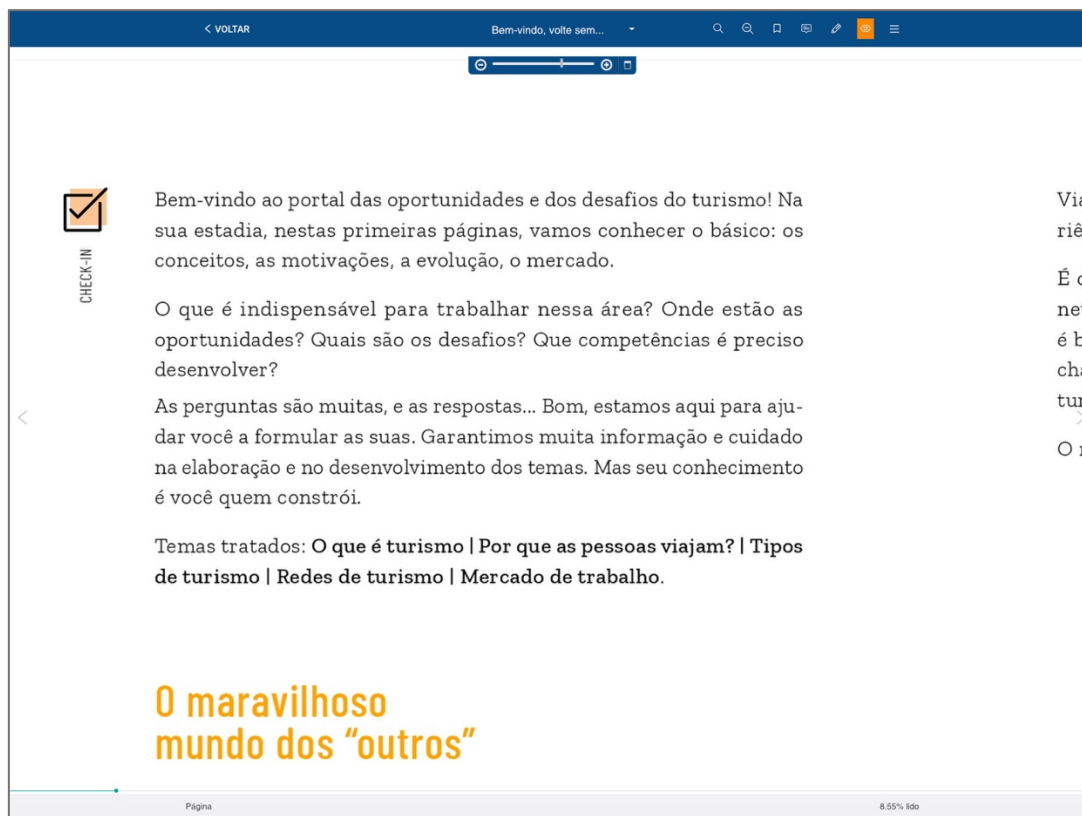 VOLTAR
Bem-vindo, volte sem...
CHECK-IN
Bem-vindo ao portal das oportunidades e dos desafios do turismo! Na
sua estadia, nestas primeiras páginas, vamos conhecer o básico: os
conceitos, as motivações, a evolução, o mercado.
O que é indispensável para trabalhar nessa área? Onde estão as
oportunidades? Quais são os desafios? Que competências é preciso
desenvolver?
As perguntas são muitas, e as respostas... Bom, estamos aqui para aju-
dar você a formular as suas. Garantimos muita informação e cuidado
na elaboração e no desenvolvimento dos temas. Mas seu conhecimento
é você quem constrói.
Temas tratados: O que é turismo | Por que as pessoas viajam? | Tipos
de turismo | Redes de turismo | Mercado de trabalho.
O maravilhoso
mundo dos “outros”
É
é
O
Página
8.55% lido